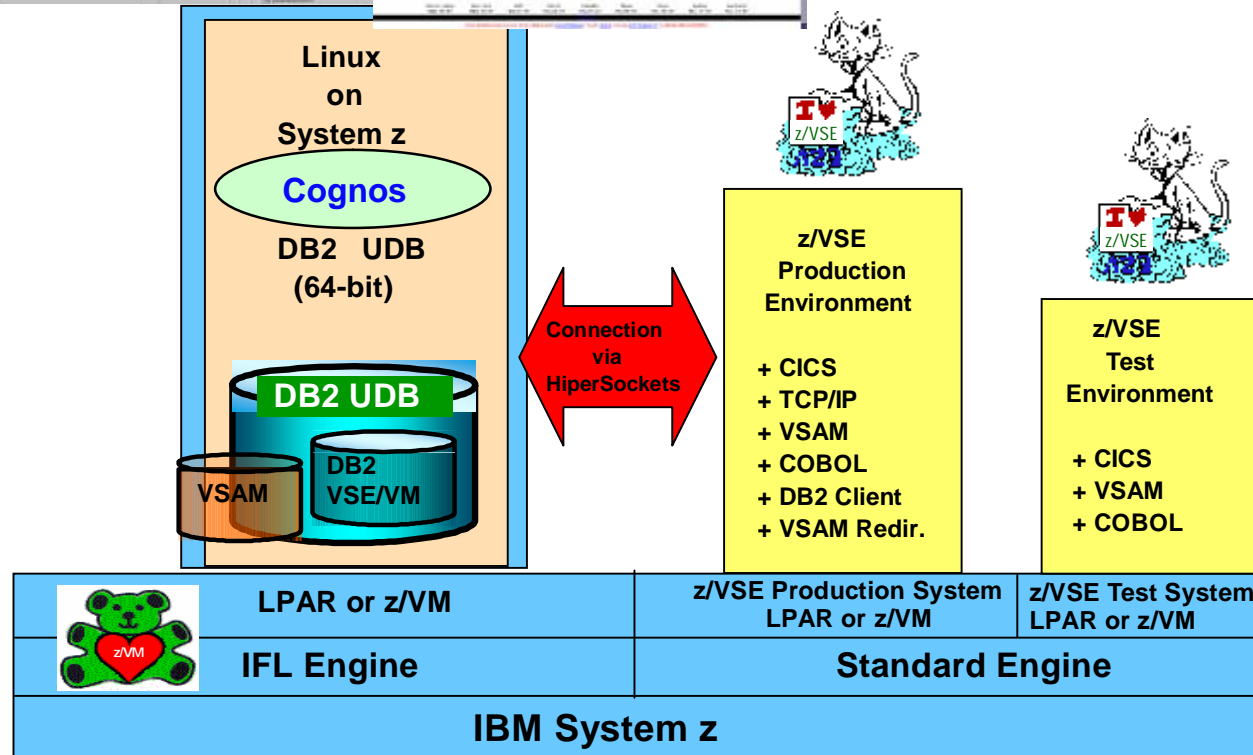 Linux
on
System z
Cognos
DB2 UDB
(64-bit)
DB2 UDB
DB2
VSE/VM
VSAM
Connection
via
HiperSockets
I ♥
z/VSE
z/VSE
Production
Environment
+ CICS
+ TCP/IP
+ VSAM
+ COBOL
+ DB2 Client
+ VSAM Redir.
I ♥
z/VSE
z/VSE
Test
Environment
+ CICS
+ VSAM
+ COBOL
z/VM
LPAR or z/VM
z/VSE Production System
LPAR or z/VM
z/VSE Test System
LPAR or z/VM
IFL Engine
Standard Engine
IBM System z